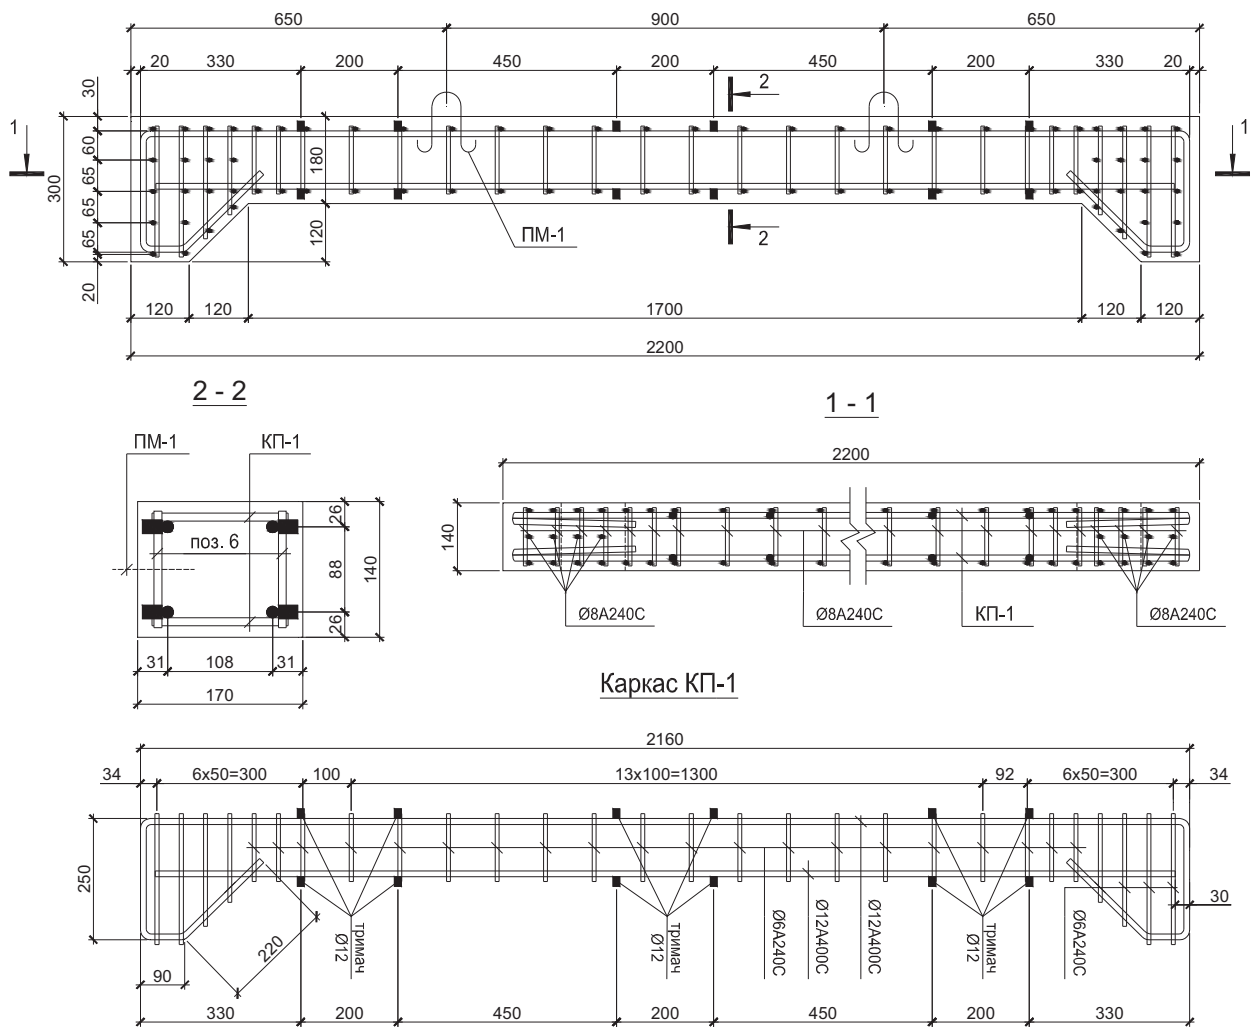 650 900 650
20 330 200 450 200 450 200 330 20
30
2
1 1
60
65
65
65
20
300
180
120
ПМ-1
2
120 120 1700 120 120
2200
2 - 2
1 - 1
ПМ-1 КП-1
2200
26
поз. 6
88
140
26
140
Ø8А240С Ø8А240С КП-1 Ø8А240С
31 108 31
170
Каркас КП-1
2160
34 6х50=300 100 13х100=1300 92 6х50=300 34
250
30
220
90
тримач
Ø12
тримач
Ø12
Ø6А240С
Ø12А400С
Ø12А400С
тримач
Ø12
Ø6А240С
330 200 450 200 450 200 330